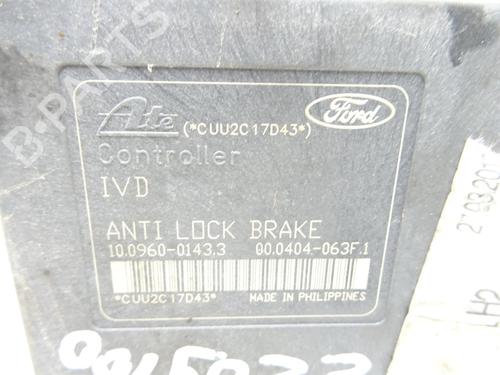 Ate (*CUU2C17D43*) Ford
Controller
IVD
ANTI LOCK BRAKE
10.0960-0143.3 00.0404-063F.1
*CUU2C17D43* MADE IN PHILIPPINES
B-Parts
H2